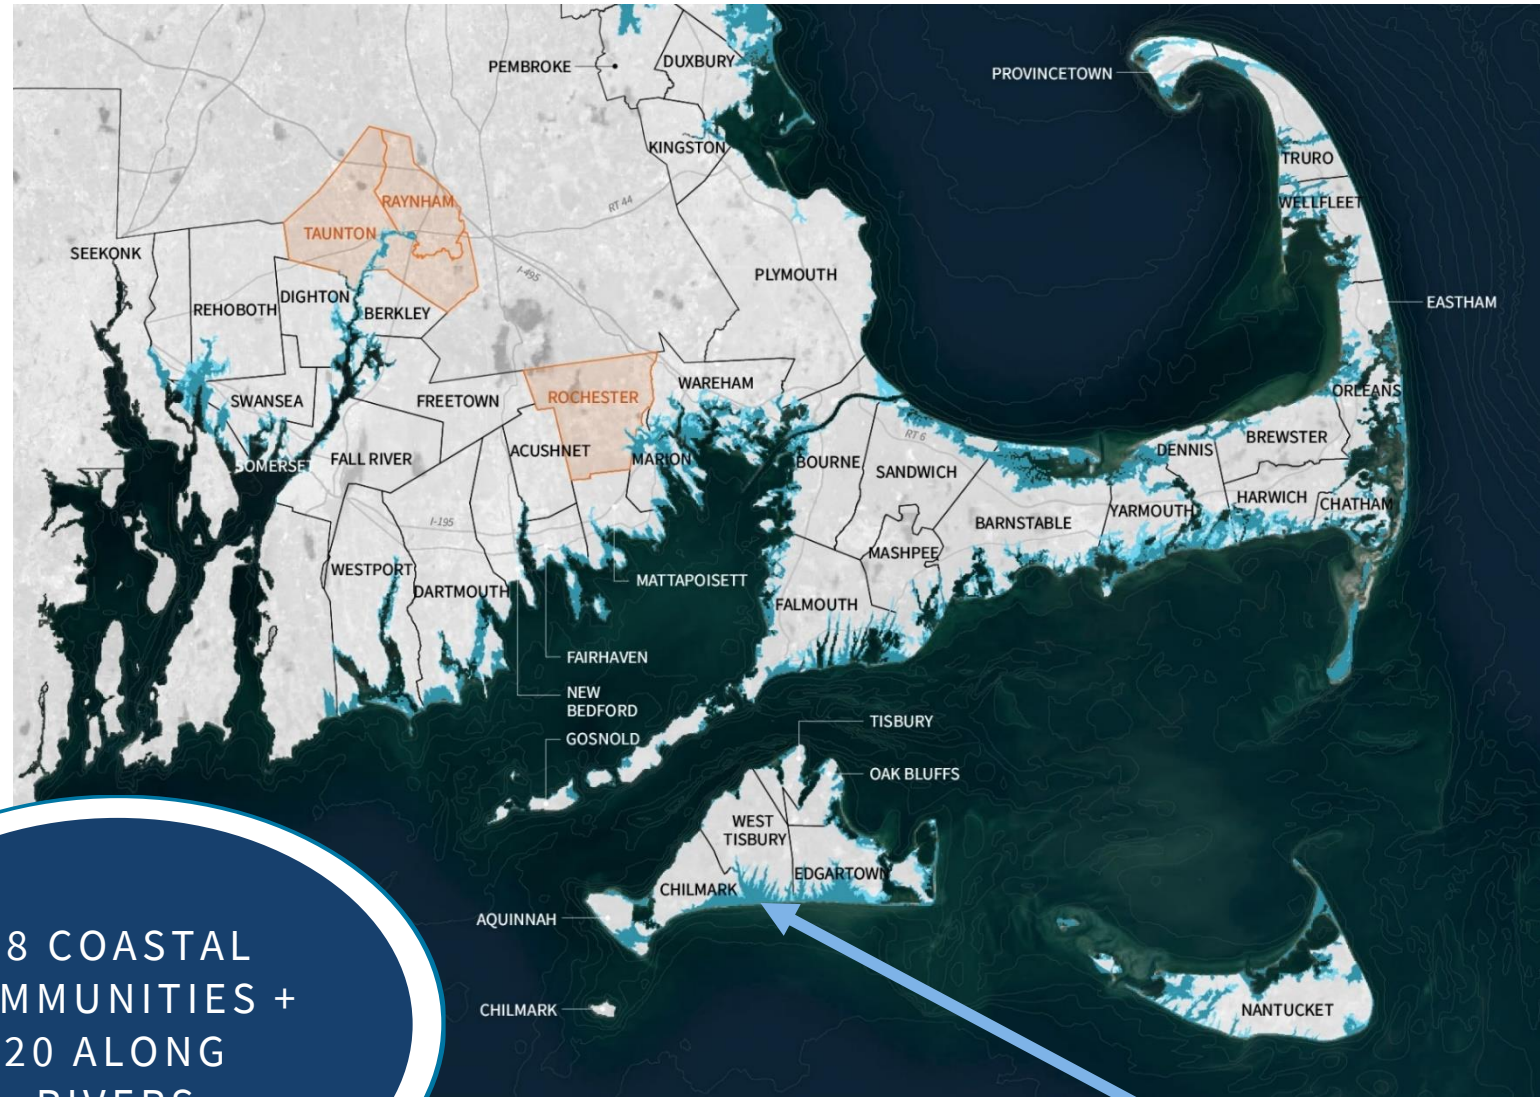 PEMBROKE
DUXBURY
PROVINCETOWN
KINGSTON
TRURO
RAYNHAM
WELLFLEET
RT 44
TAUNTON
SEEKONK
I-495
PLYMOUTH
DIGHTON
EASTHAM
REHOBOTH
BERKLEY
WAREHAM
ORLEANS
ROCHESTER
SWANSEA
FREETOWN
RT 6
BREWSTER
ACUSHNET
DENNIS
SOMERSET
FALL RIVER
MARION
BOURNE
SANDWICH
HARWICH
CHATHAM
YARMOUTH
I-195
BARNSTABLE
MASHPEE
WESTPORT
MATTAPOISETT
DARTMOUTH
FALMOUTH
FAIRHAVEN
NEW
BEDFORD
TISBURY
GOSNOLD
OAK BLUFFS
WEST
TISBURY
EDGARTOWN
CHILMARK
AQUINNAH
CHILMARK
NANTUCKET
8 COASTAL
MMUNITIES +
20 ALONG
RIVERS